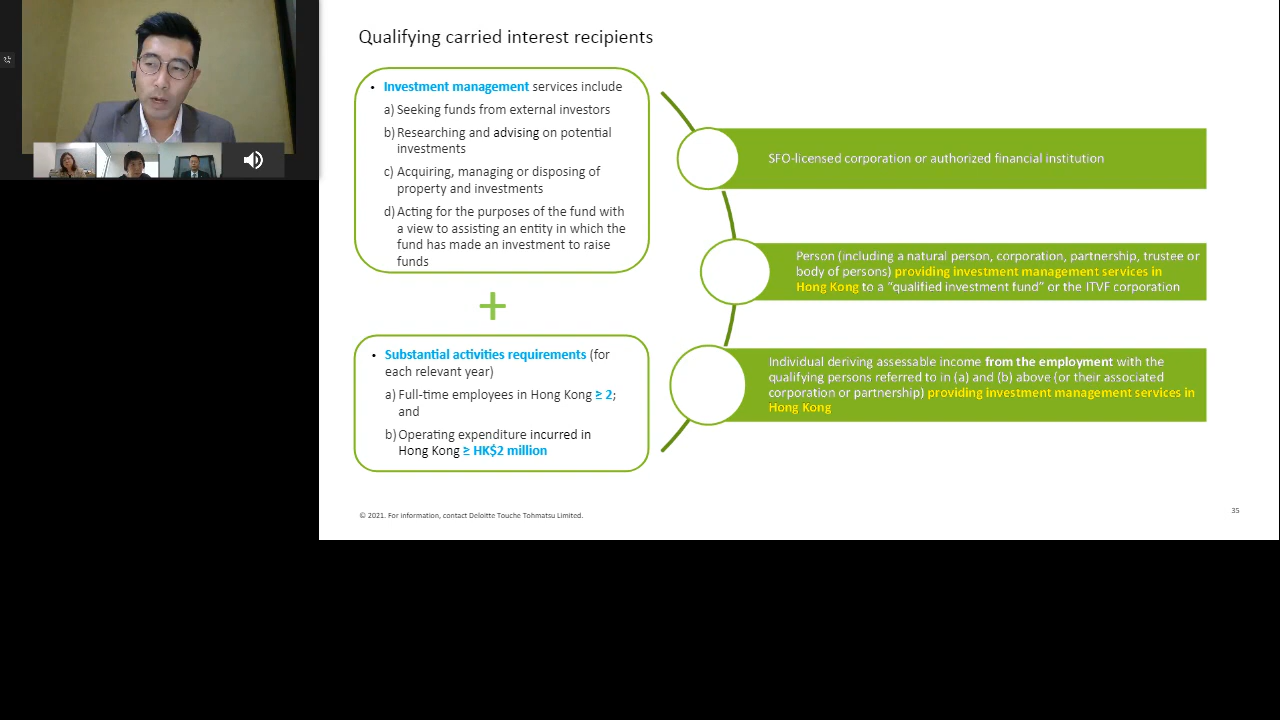 Qualifying carried interest recipients
• Investment management services include
a) Seeking funds from external investors
b) Researching and advising on potential
investments
c) Acquiring, managing or disposing of
property and investments
d) Acting for the purposes of the fund with
a view to assisting an entity in which the
fund has made an investment to raise
funds
+
• Substantial activities requirements (for
each relevant year)
a) Full-time employees in Hong Kong ≥ 2;
and
b) Operating expenditure incurred in
Hong Kong ≥ HK$2 million
SFO-licensed corporation or authorized financial institution
Person (including a natural person, corporation, partnership, trustee or
body of persons) providing investment management services in
Hong Kong to a “qualified investment fund” or the ITVF corporation
Individual deriving assessable income from the employment with the
qualifying persons referred to in (a) and (b) above (or their associated
corporation or partnership) providing investment management services in
Hong Kong
© 2021. For information, contact Deloitte Touche Tohmatsu Limited.
35